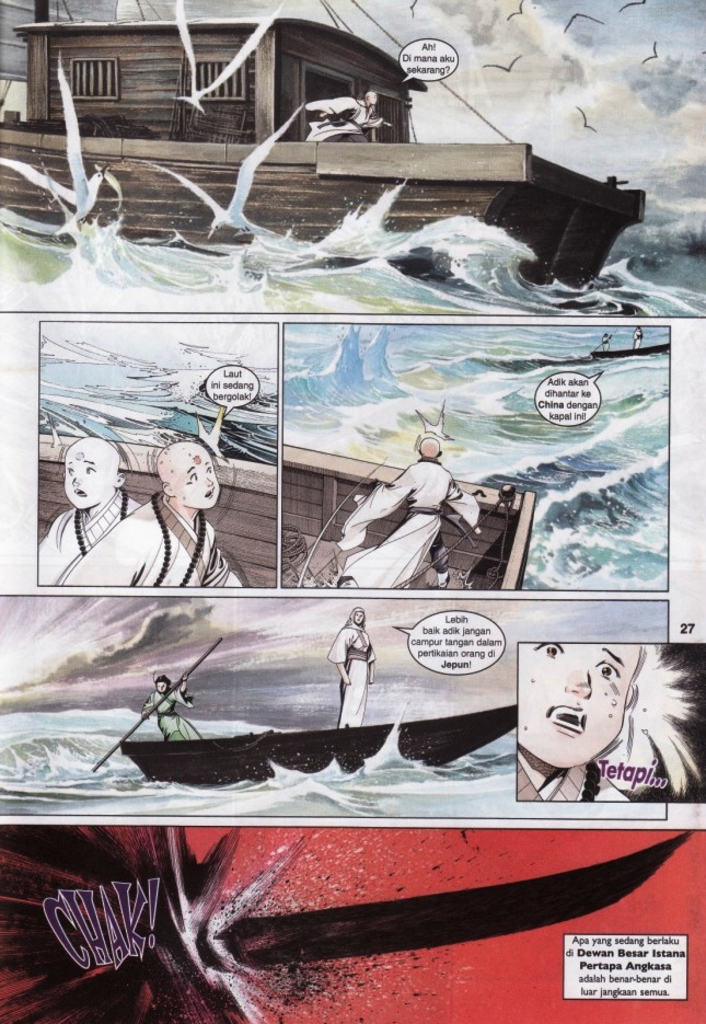 Ah!
Di mana aku
sekarang?
Laut
ini sedang
bergolak!
Adik akan
dihantar ke
China dengan
kapal ini!
Lebih
baik adik jangan
campur tangan dalam
pertikaian orang di
Jepun!
27
Tetapi...
CHAK!
Apa yang sedang berlaku
di Dewan Besar Istana
Pertapa Angkasa
adalah benar-benar di
luar jangkaan semua.